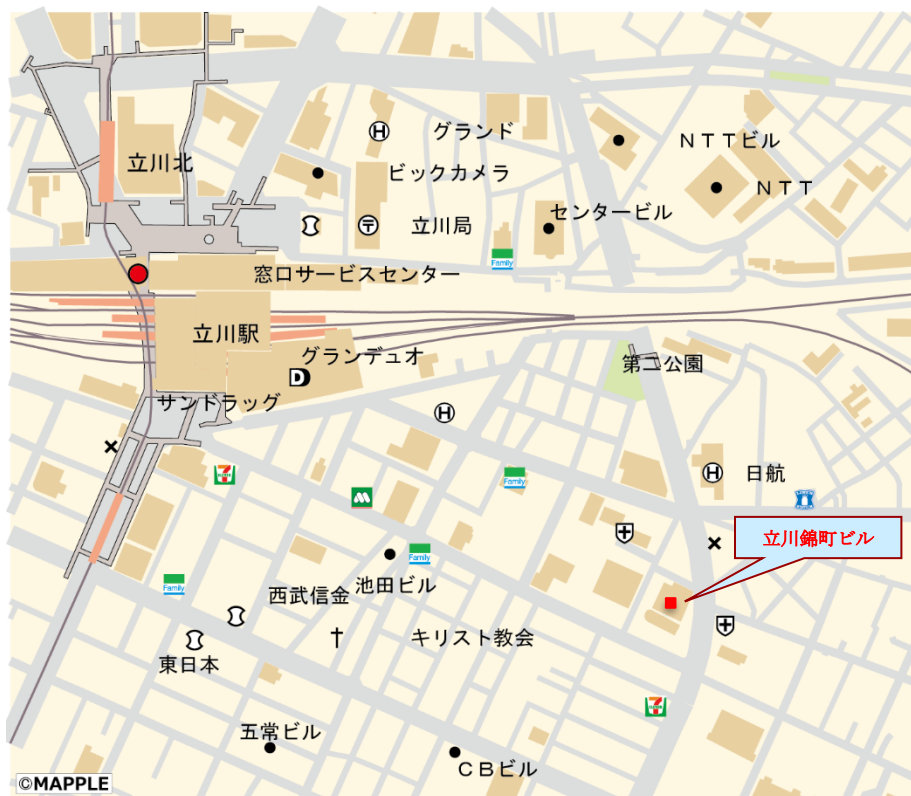 グランド
NTTビル
立川北
ビックカメラ
NTT
センタービル
立川局
Family
窓口サービスセンター
立川駅
グランデュオ
第二公園
サンドラッグ
日航
Family
立川錦町ビル
Family
池田ビル
Family
西武信金
キリスト教会
東日本
五常ビル
CBビル
©MAPPLE